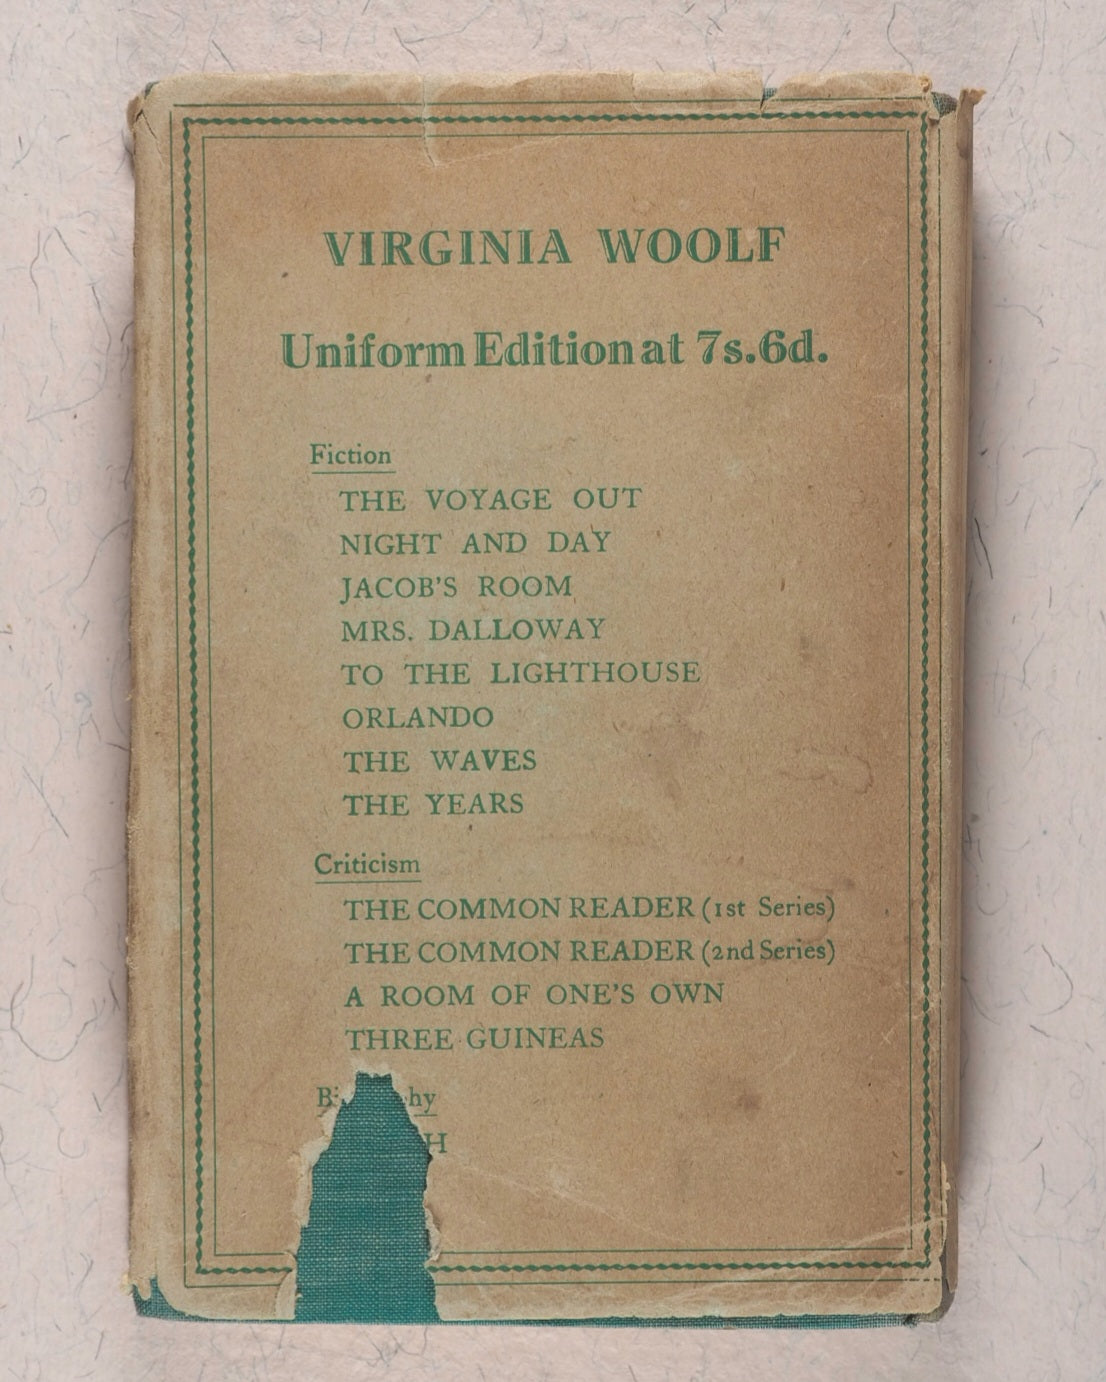 VIRGINIA WOOLF
Uniform Edition at 7s.6d.
Fiction
THE VOYAGE OUT
NIGHT AND DAY
JACOB'S ROOM
MRS. DALLOWAY
TO THE LIGHTHOUSE
ORLANDO
THE WAVES
THE YEARS
Criticism
THE COMMON READER (1st Series)
THE COMMON READER (2nd Series)
A ROOM OF ONE'S OWN
THREE GUINEAS